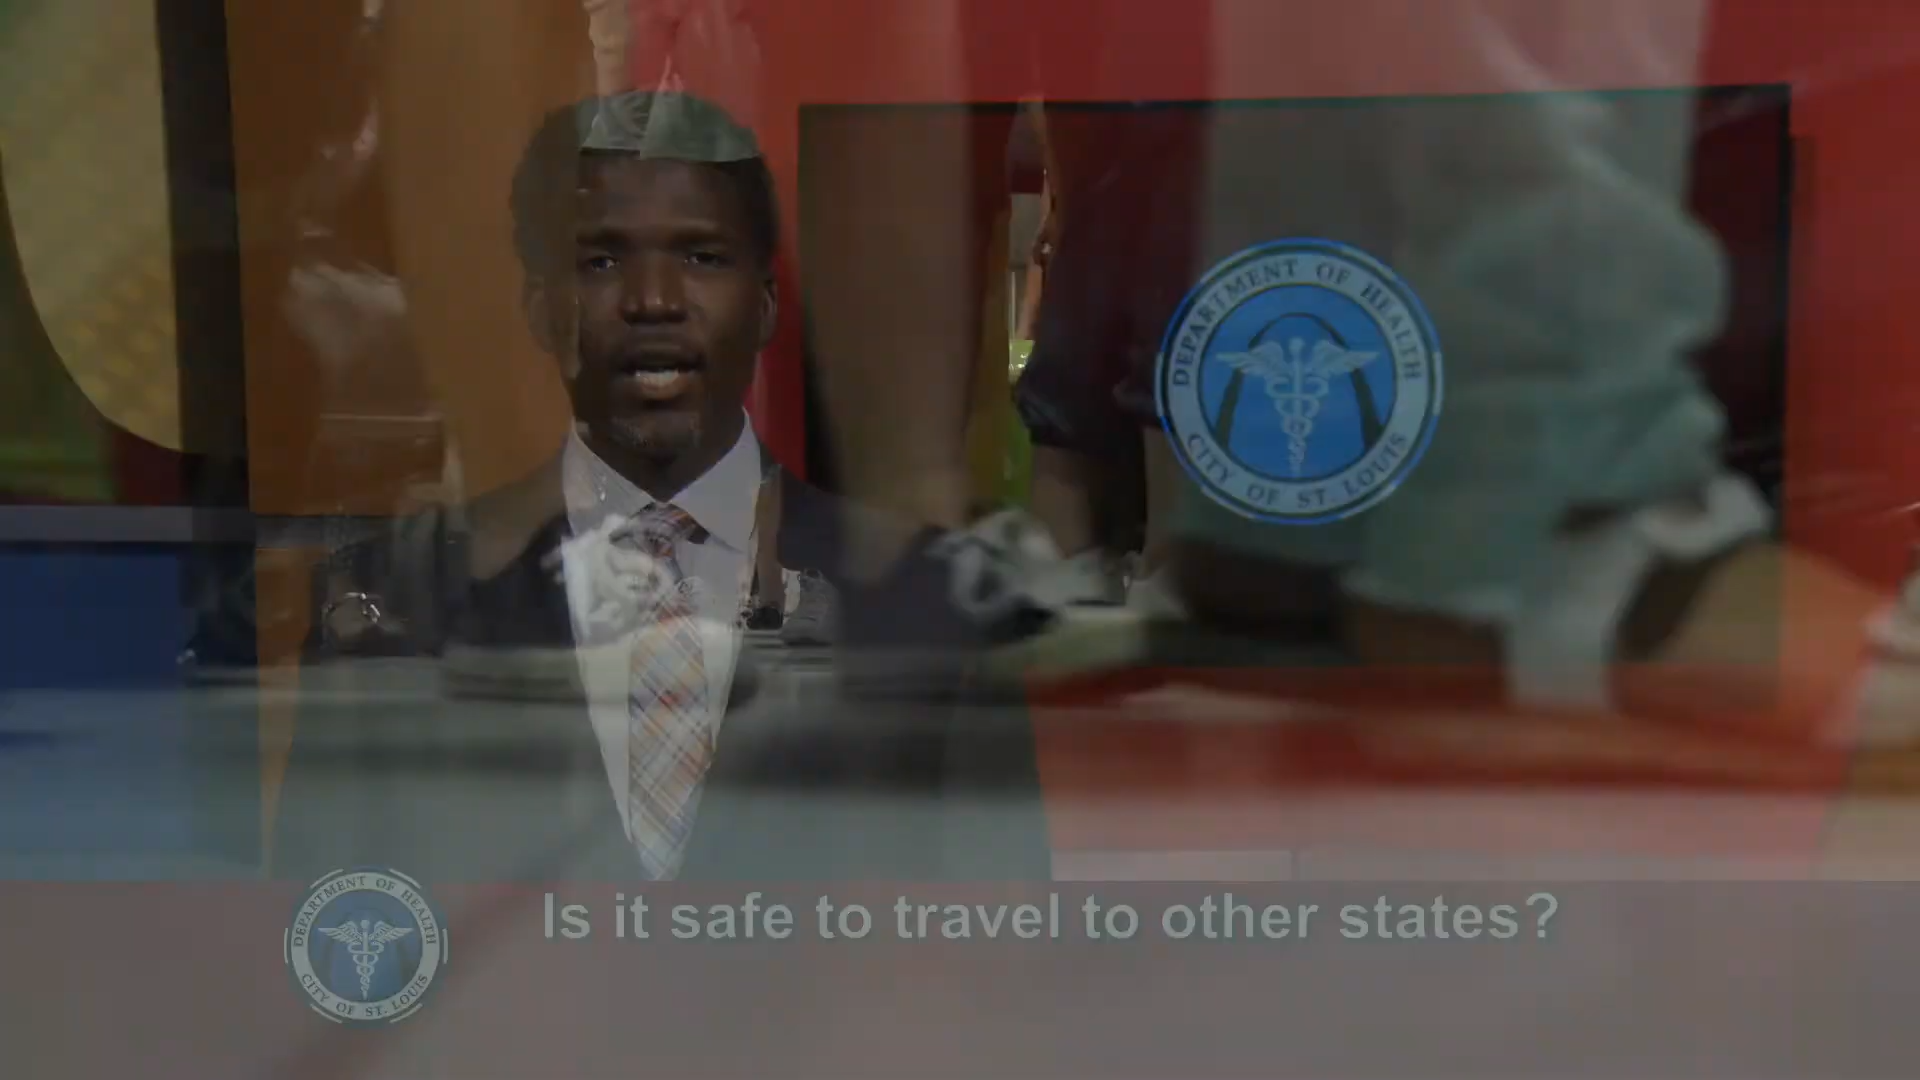 DEPARTMENT OF HEALTH
CITY OF ST. LOUIS
Is it safe to travel to other states?
DEPARTMENT OF HEALTH
CITY OF ST. LOUIS